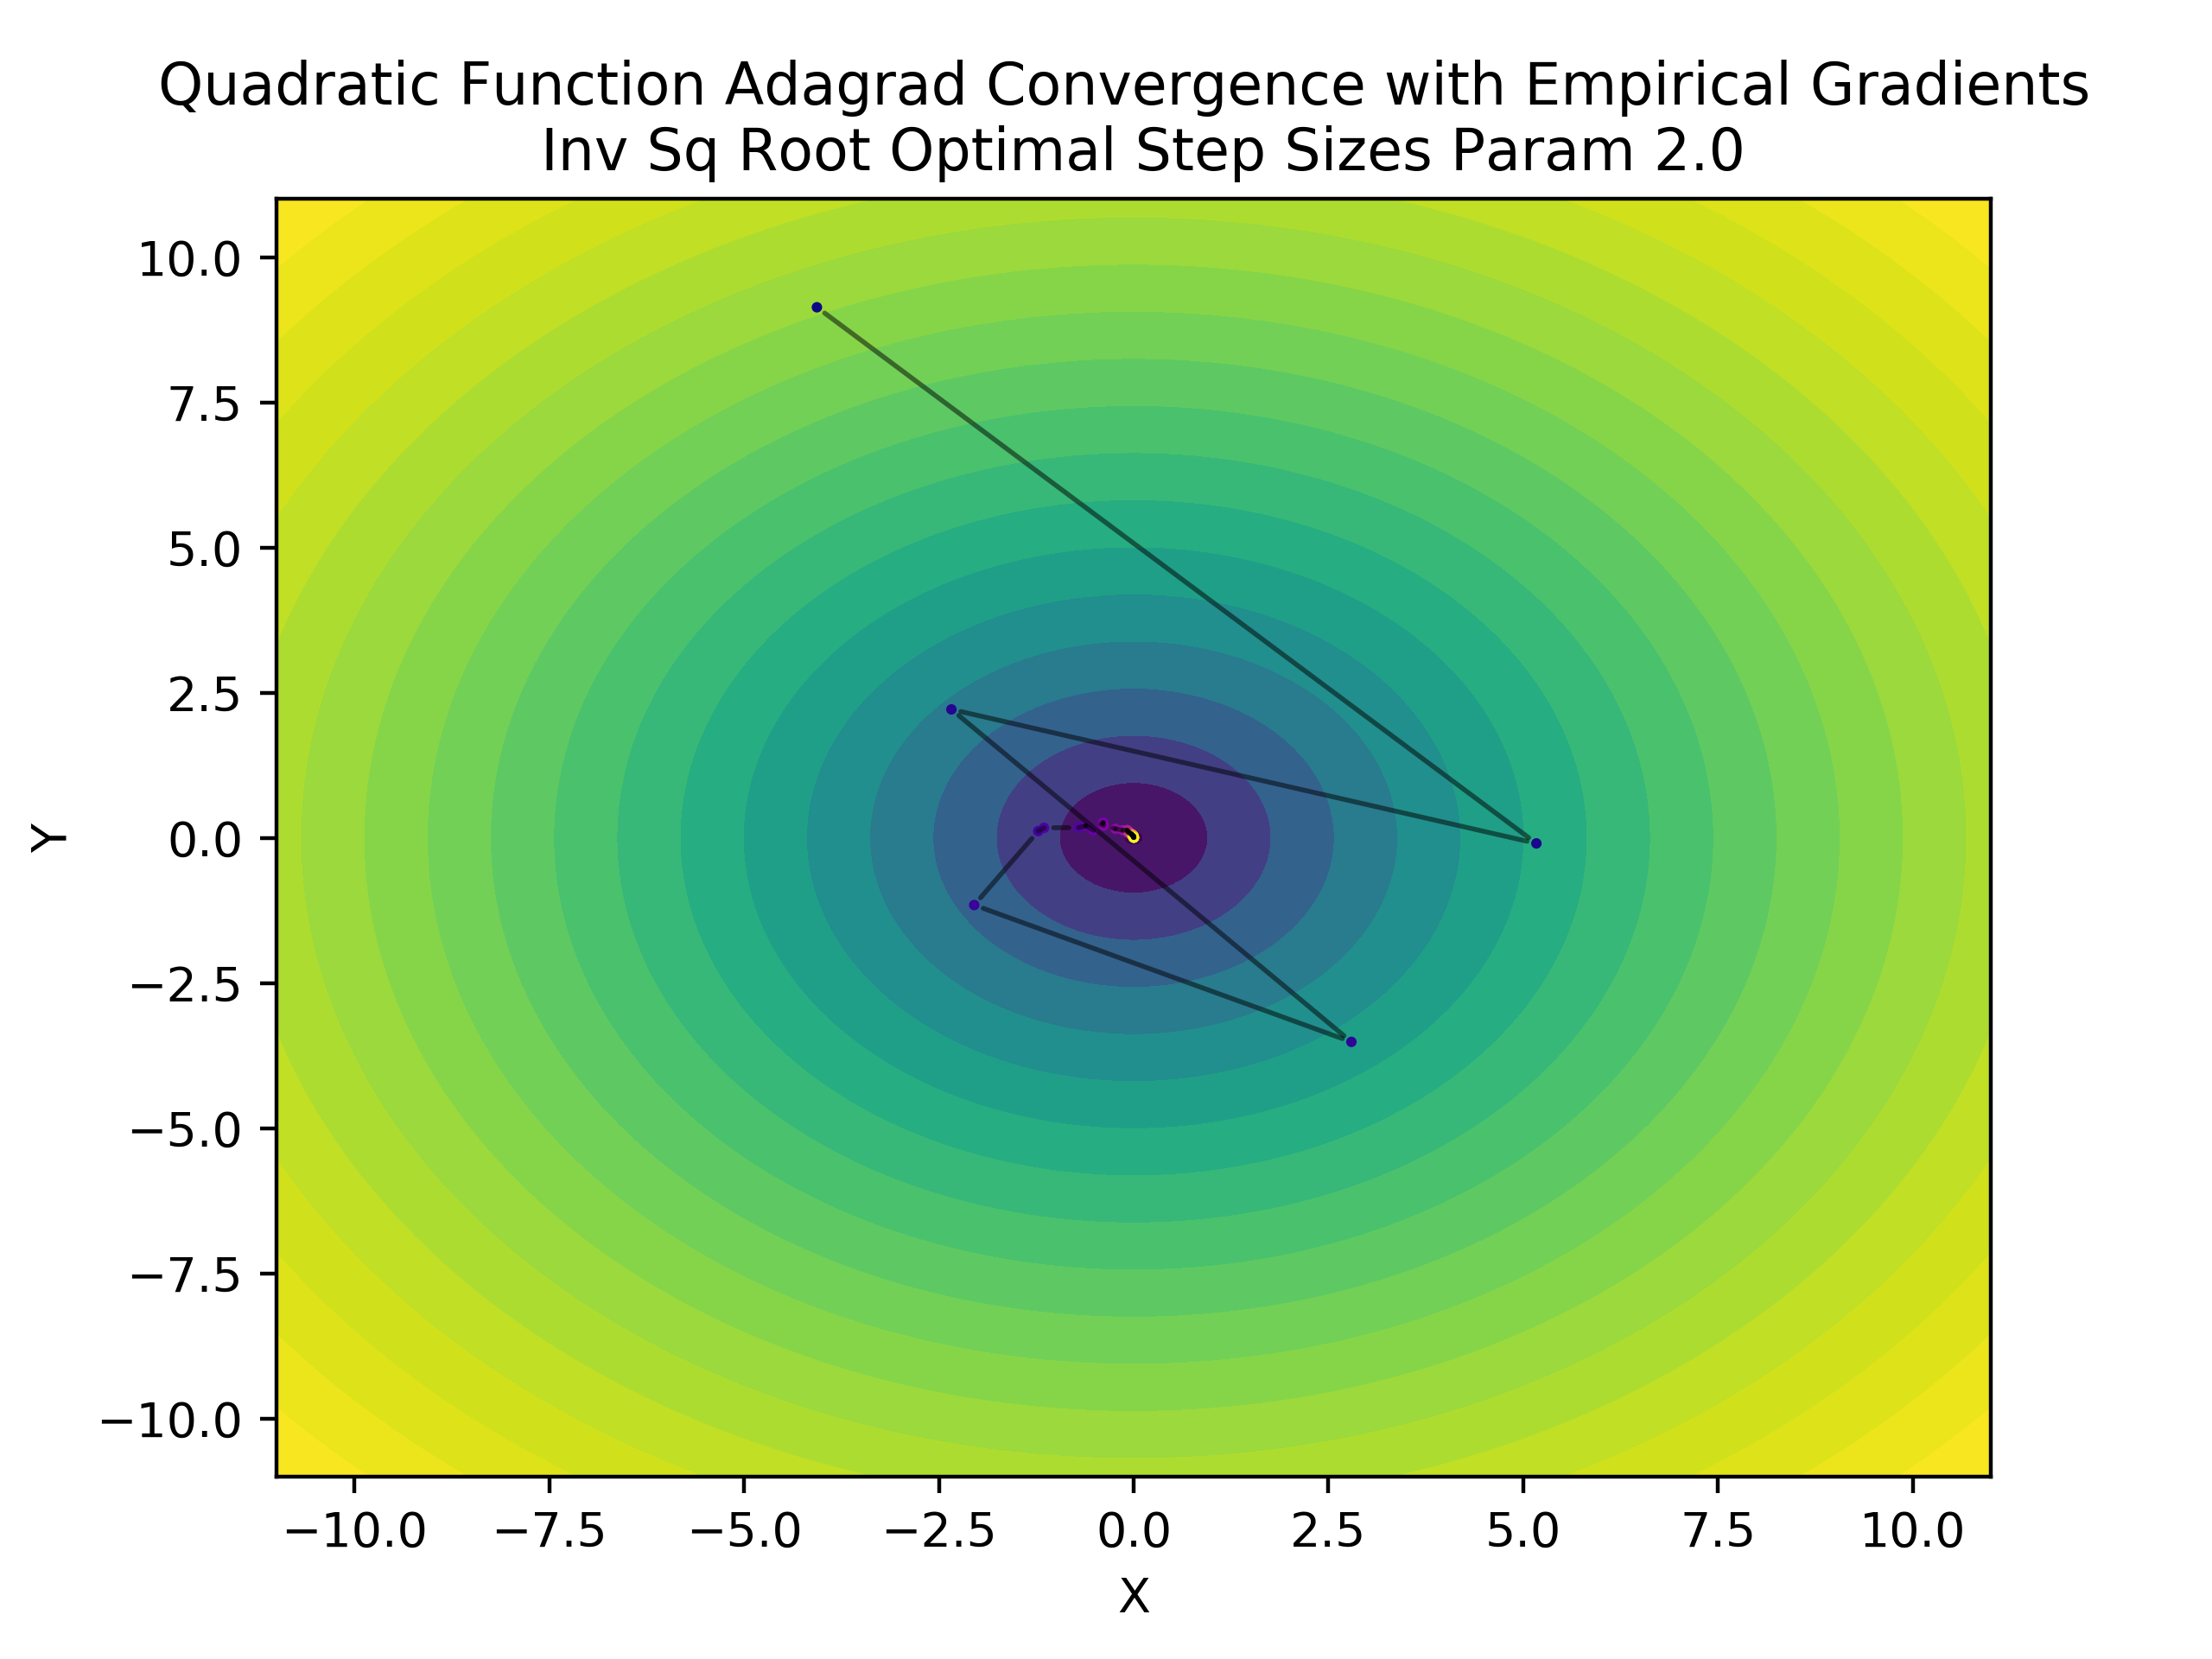 Quadratic Function Adagrad Convergence with Empirical Gradients
Inv Sq Root Optimal Step Sizes Param 2.0
10.0
7.5
5.0
2.5
0.0
−2.5
−5.0
−7.5
−10.0
Y
−10.0 −7.5 −5.0 −2.5 0.0 2.5 5.0 7.5 10.0
X